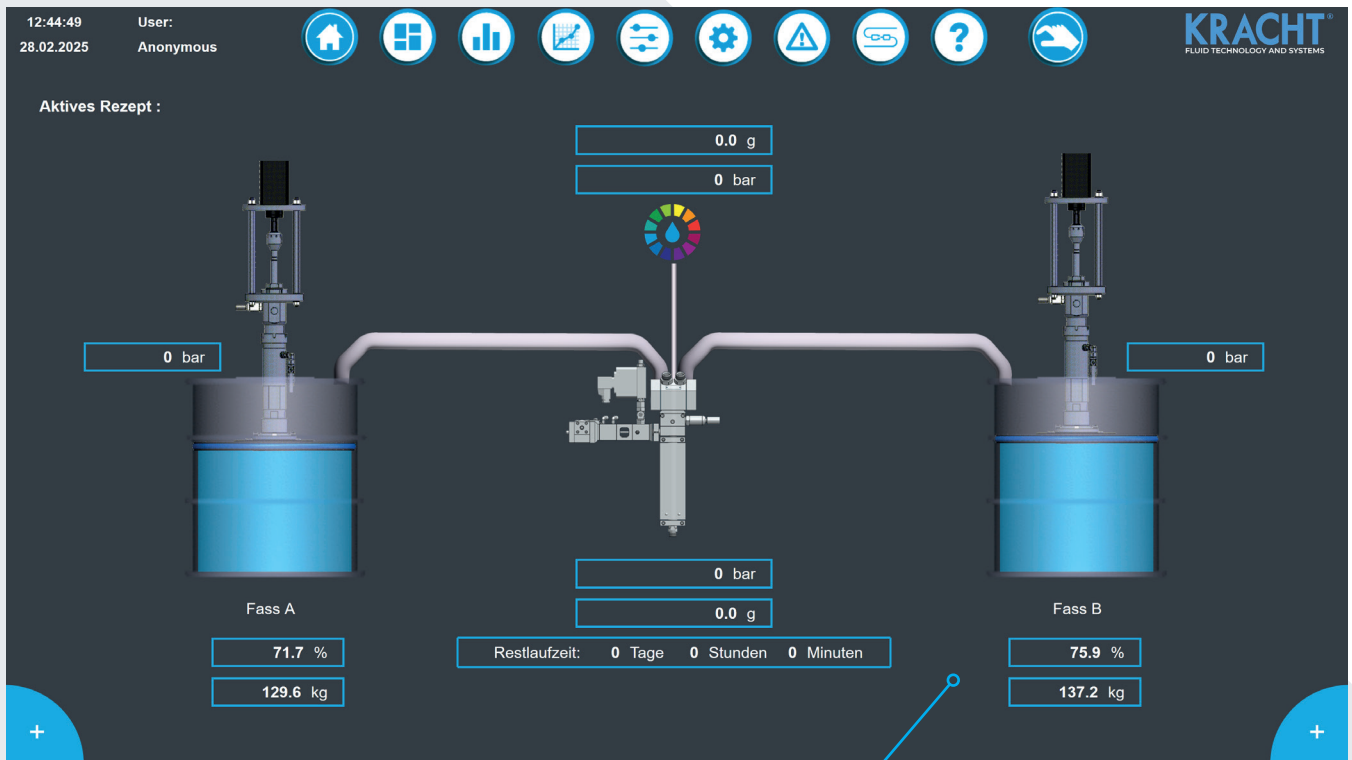 12:44:49
28.02.2025
User:
Anonymous
?
KRACHT®
FLUID TECHNOLOGY AND SYSTEMS
Aktives Rezept :
0.0 g
0 bar
0 bar
0 bar
0 bar
0.0 g
Restlaufzeit: 0 Tage 0 Stunden 0 Minuten
Fass A
71.7 %
129.6 kg
Fass B
75.9 %
137.2 kg
+
+